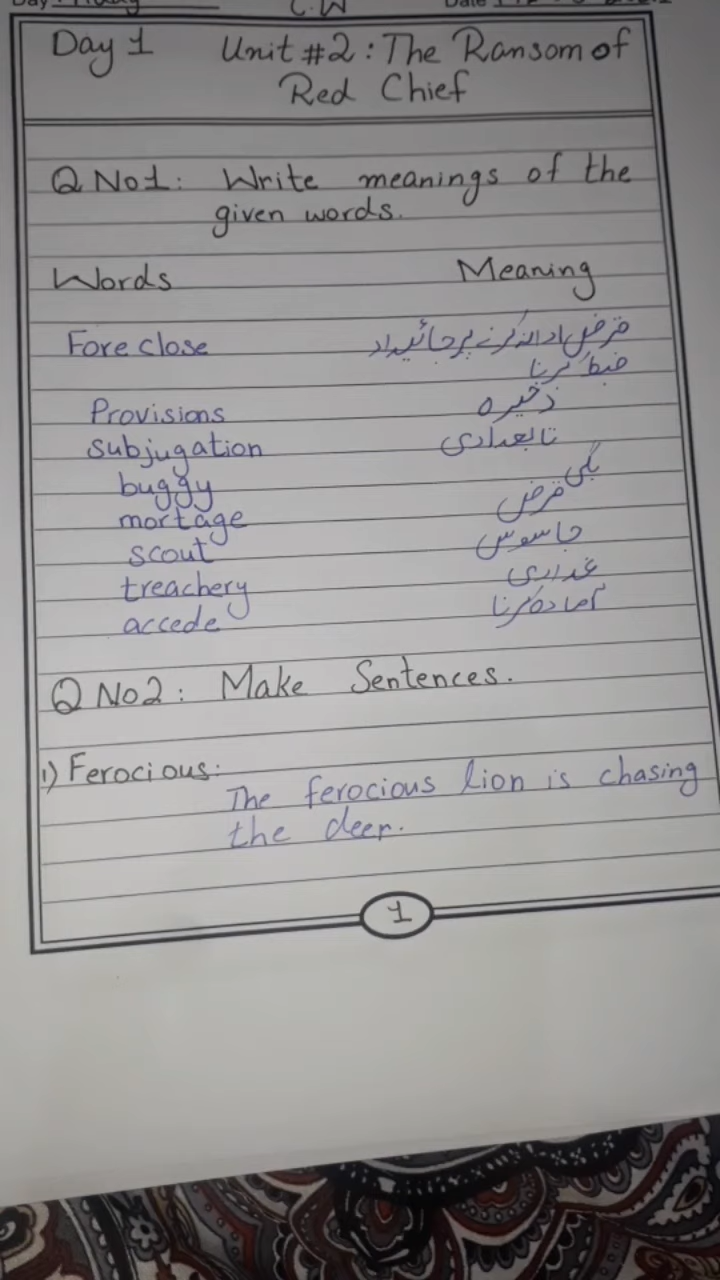 C.W
Day 1 Unit #2: The Ransom of
Red Chief
Q No1: Write meanings of the
given words.
Words Meaning
Fore close قرض ادا نہ کرنے پر جائیداد
ضبط کرنا
Provisions ذخیرہ
subjugation تابعداری
buggy بگی
mortage قرض
scout جاسوس
treachery غداری
accede آمادہ کرنا
Q No2: Make Sentences.
1) Ferocious:
The ferocious lion is chasing
the deer.
1